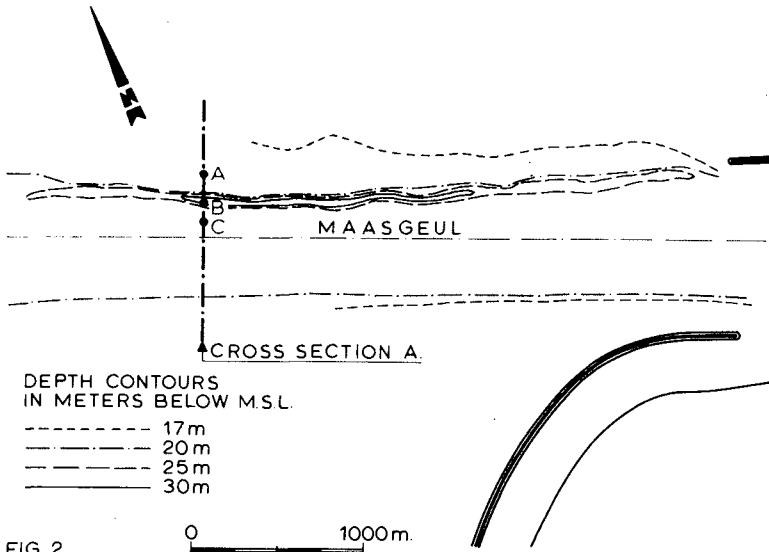 N
A
B
C
MAASGEUL
CROSS SECTION A.
DEPTH CONTOURS
IN METERS BELOW M.S.L.
17m
20m
25m
30m
0 1000m.
FIG. 2